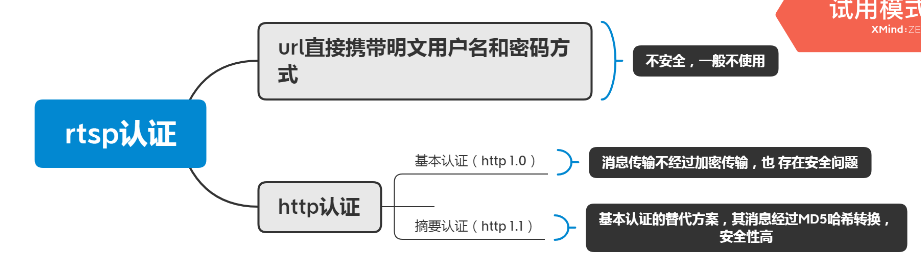 试用模式
XMind:ZE
url直接携带明文用户名和密码方
式
不安全，一般不使用
rtsp认证
基本认证（http 1.0 ）
消息传输不经过加密传输，也 存在安全问题
http认证
摘要认证（http 1.1 ）
基本认证的替代方案，其消息经过MD5哈希转换，
安全性高